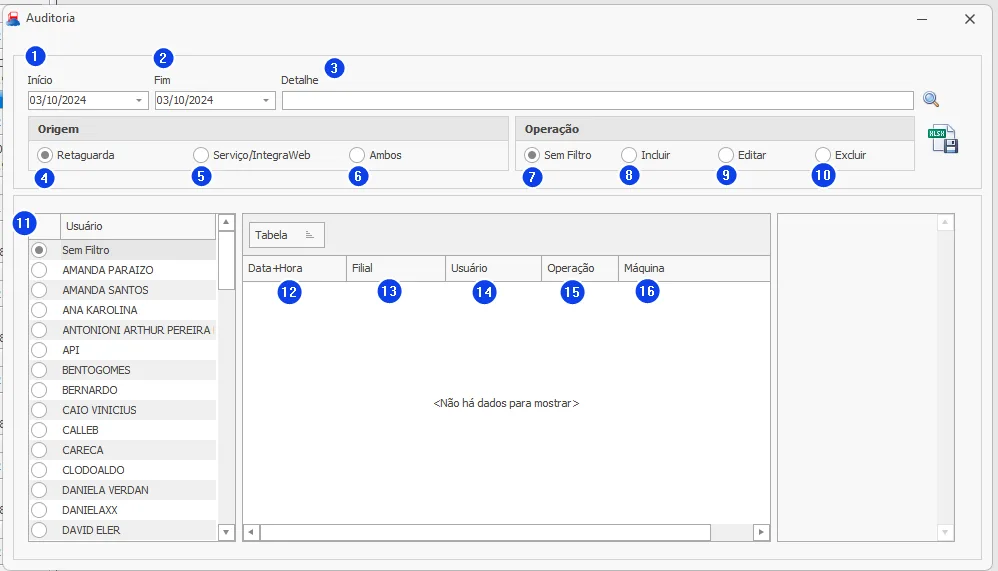 Auditoria
1 2 3
Início Fim Detalhe
03/10/2024 03/10/2024
Origem Operação
XLSX
Retaguarda Serviço/IntegraWeb Ambos Sem Filtro Incluir Editar Excluir
4 5 6 7 8 9 10
11
Usuário
Sem Filtro
AMANDA PARAIZO
AMANDA SANTOS
ANA KAROLINA
ANTONIONI ARTHUR PEREIRA
API
BENTOGOMES
BERNARDO
CAIO VINICIUS
CALLEB
CARECA
CLODOALDO
DANIELA VERDAN
DANIELAXX
DAVID ELER
Tabela
Data+Hora Filial Usuário Operação Máquina
12 13 14 15 16
<Não há dados para mostrar>